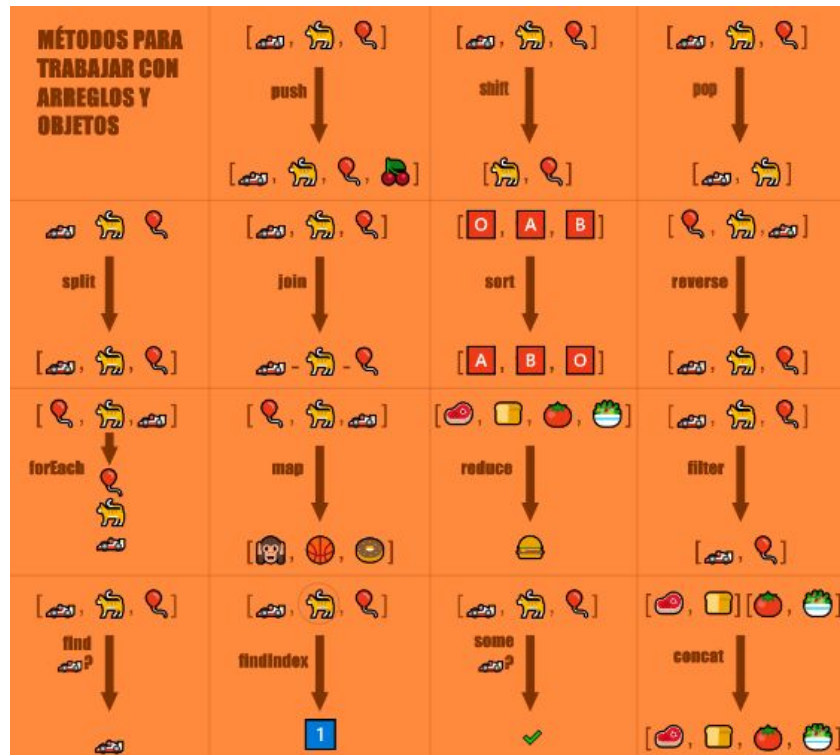 MÉTODOS PARA
TRABAJAR CON
ARREGLOS Y
OBJETOS
push
shift
pop
split
join
O A B
sort
A B O
reverse
forEach
map
reduce
filter
find
?
findIndex
1
some
?
concat